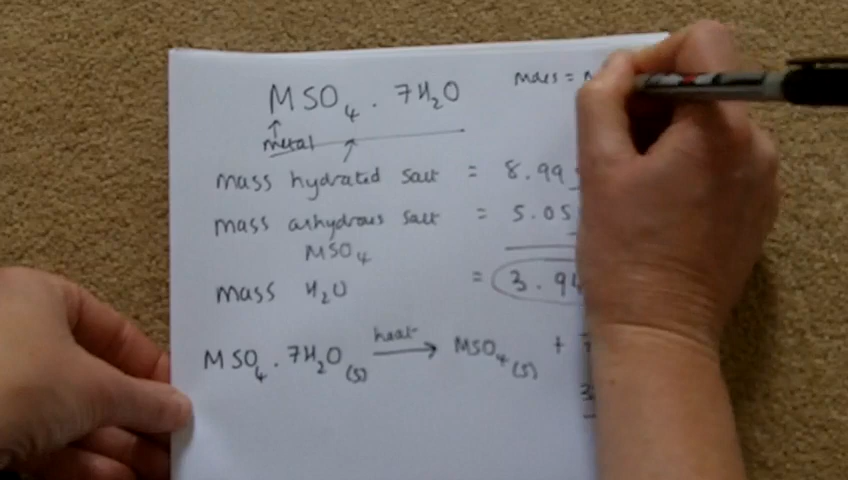 MSO₄ . 7H₂O
mass =
metal
mass hydrated salt = 8.99
mass anhydrous salt = 5.05
MSO₄
mass H₂O = 3.94
heat
MSO₄ . 7H₂O (s) → MSO₄ (s) +